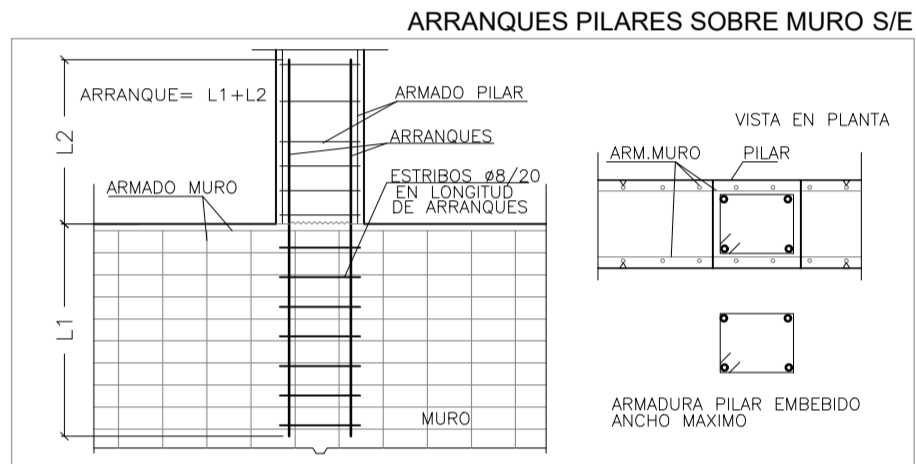 ARRANQUES PILARES SOBRE MURO S/E
ARRANQUE= L1+L2
L2
ARMADO PILAR
ARRANQUES
ARMADO MURO
ESTRIBOS ø8/20
EN LONGITUD
DE ARRANQUES
L1
MURO
VISTA EN PLANTA
ARM.MURO
PILAR
ARMADURA PILAR EMBEBIDO
ANCHO MAXIMO